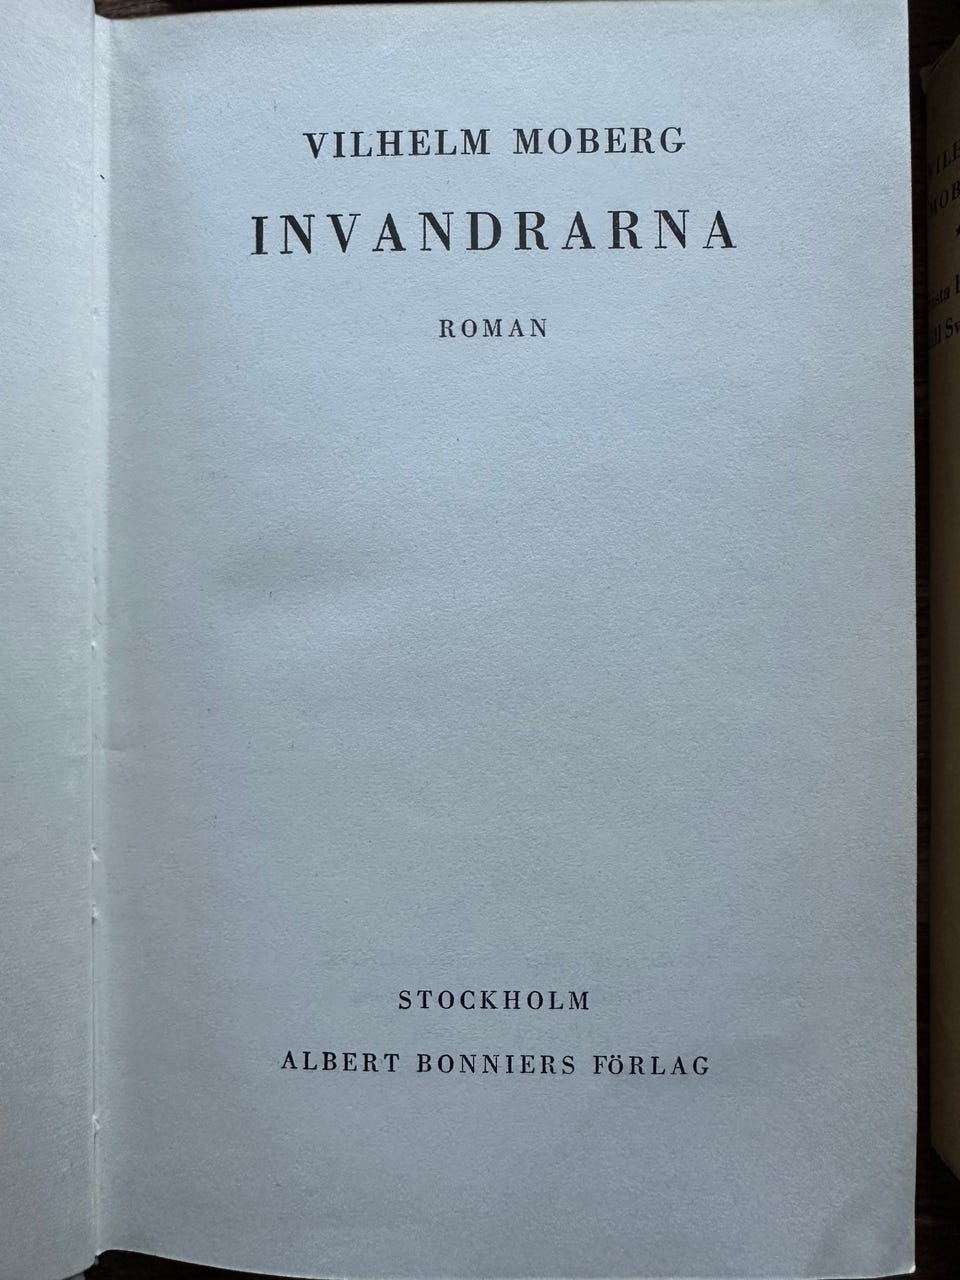 VILHELM MOBERG
INVANDRARNA
ROMAN
STOCKHOLM
ALBERT BONNIERS FÖRLAG